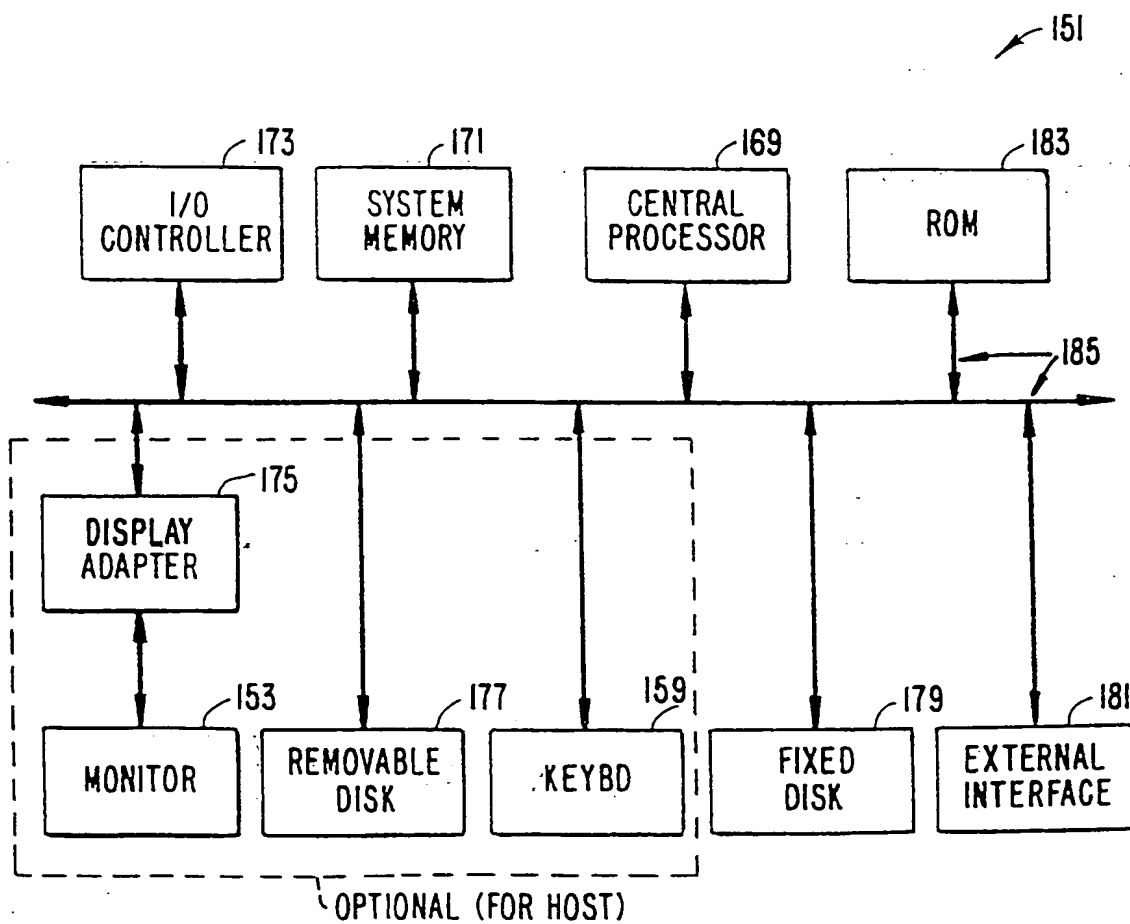 151
173
171
169
183
I/O
CONTROLLER
SYSTEM
MEMORY
CENTRAL
PROCESSOR
ROM
185
175
DISPLAY
ADAPTER
153
177
159
179
181
MONITOR
REMOVABLE
DISK
KEYBD
FIXED
DISK
EXTERNAL
INTERFACE
OPTIONAL (FOR HOST)